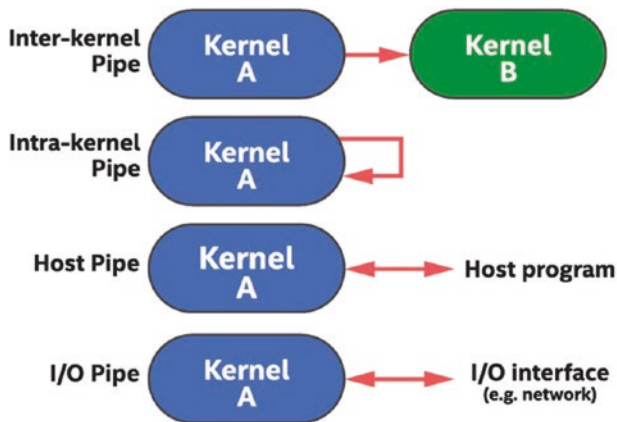 Inter-kernel
Pipe
Kernel
A
Kernel
B
Intra-kernel
Pipe
Kernel
A
Host Pipe
Kernel
A
Host program
I/O Pipe
Kernel
A
I/O interface
(e.g. network)